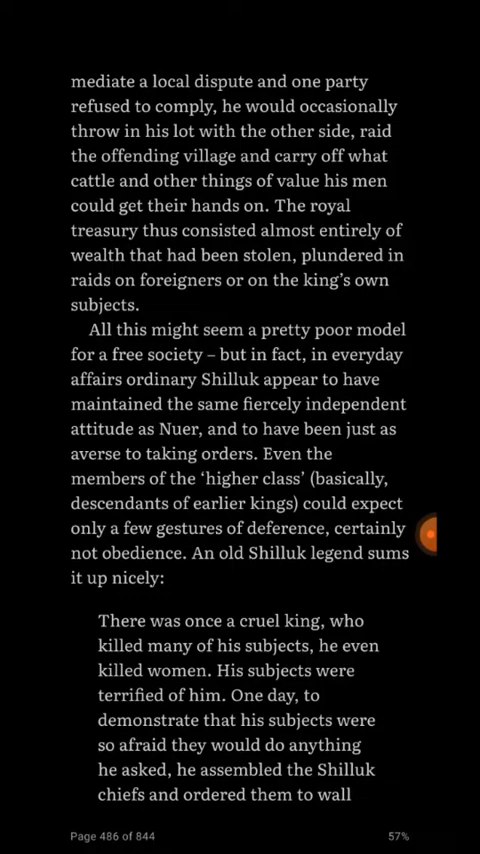 mediate a local dispute and one party
refused to comply, he would occasionally
throw in his lot with the other side, raid
the offending village and carry off what
cattle and other things of value his men
could get their hands on. The royal
treasury thus consisted almost entirely of
wealth that had been stolen, plundered in
raids on foreigners or on the king’s own
subjects.
All this might seem a pretty poor model
for a free society – but in fact, in everyday
affairs ordinary Shilluk appear to have
maintained the same fiercely independent
attitude as Nuer, and to have been just as
averse to taking orders. Even the
members of the ‘higher class’ (basically,
descendants of earlier kings) could expect
only a few gestures of deference, certainly
not obedience. An old Shilluk legend sums
it up nicely:
There was once a cruel king, who
killed many of his subjects, he even
killed women. His subjects were
terrified of him. One day, to
demonstrate that his subjects were
so afraid they would do anything
he asked, he assembled the Shilluk
chiefs and ordered them to wall
Page 486 of 844
57%